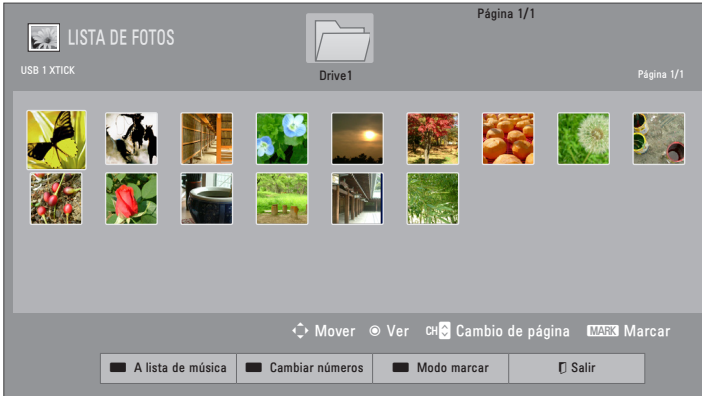 Página 1/1
LISTA DE FOTOS
USB 1 XTICK
Drive1
Página 1/1
Mover Ver CH Cambio de página MARK Marcar
A lista de música Cambiar números Modo marcar Salir